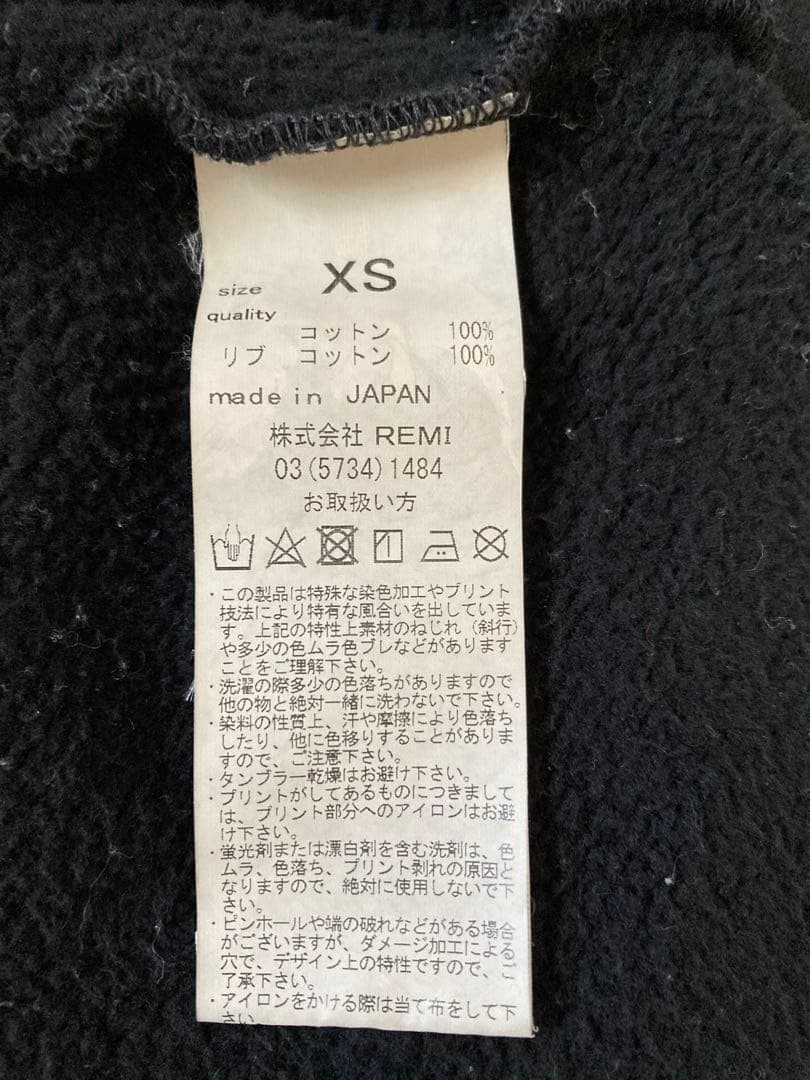 size XS
quality
コットン 100%
リブ コットン 100%
made in JAPAN
株式会社 REMI
03(5734)1484
お取扱い方
・この製品は特殊な染色加工やプリント
技法により特有な風合いを出していま
す。上記の特性上素材のねじれ（斜行）
や多少の色ムラ色ブレなどがあります
ことをご理解下さい。
・洗濯の際多少の色落ちがありますので
他の物と絶対一緒に洗わないで下さい。
・染料の性質上、汗や摩擦により色落ち
したり、他に色移りすることがありま
すので、ご注意下さい。
・タンブラー乾燥はお避け下さい。
・プリントがしてあるものにつきまして
は、プリント部分へのアイロンはお避
け下さい。
・蛍光剤または漂白剤を含む洗剤は、色
ムラ、色落ち、プリント剥れの原因と
なりますので、絶対に使用しないで下
さい。
・ピンホールや端の破れなどがある場合
がございますが、ダメージ加工による
穴で、デザイン上の特性ですので、ご
了承下さい。
・アイロンをかける際は当て布をして下
さい